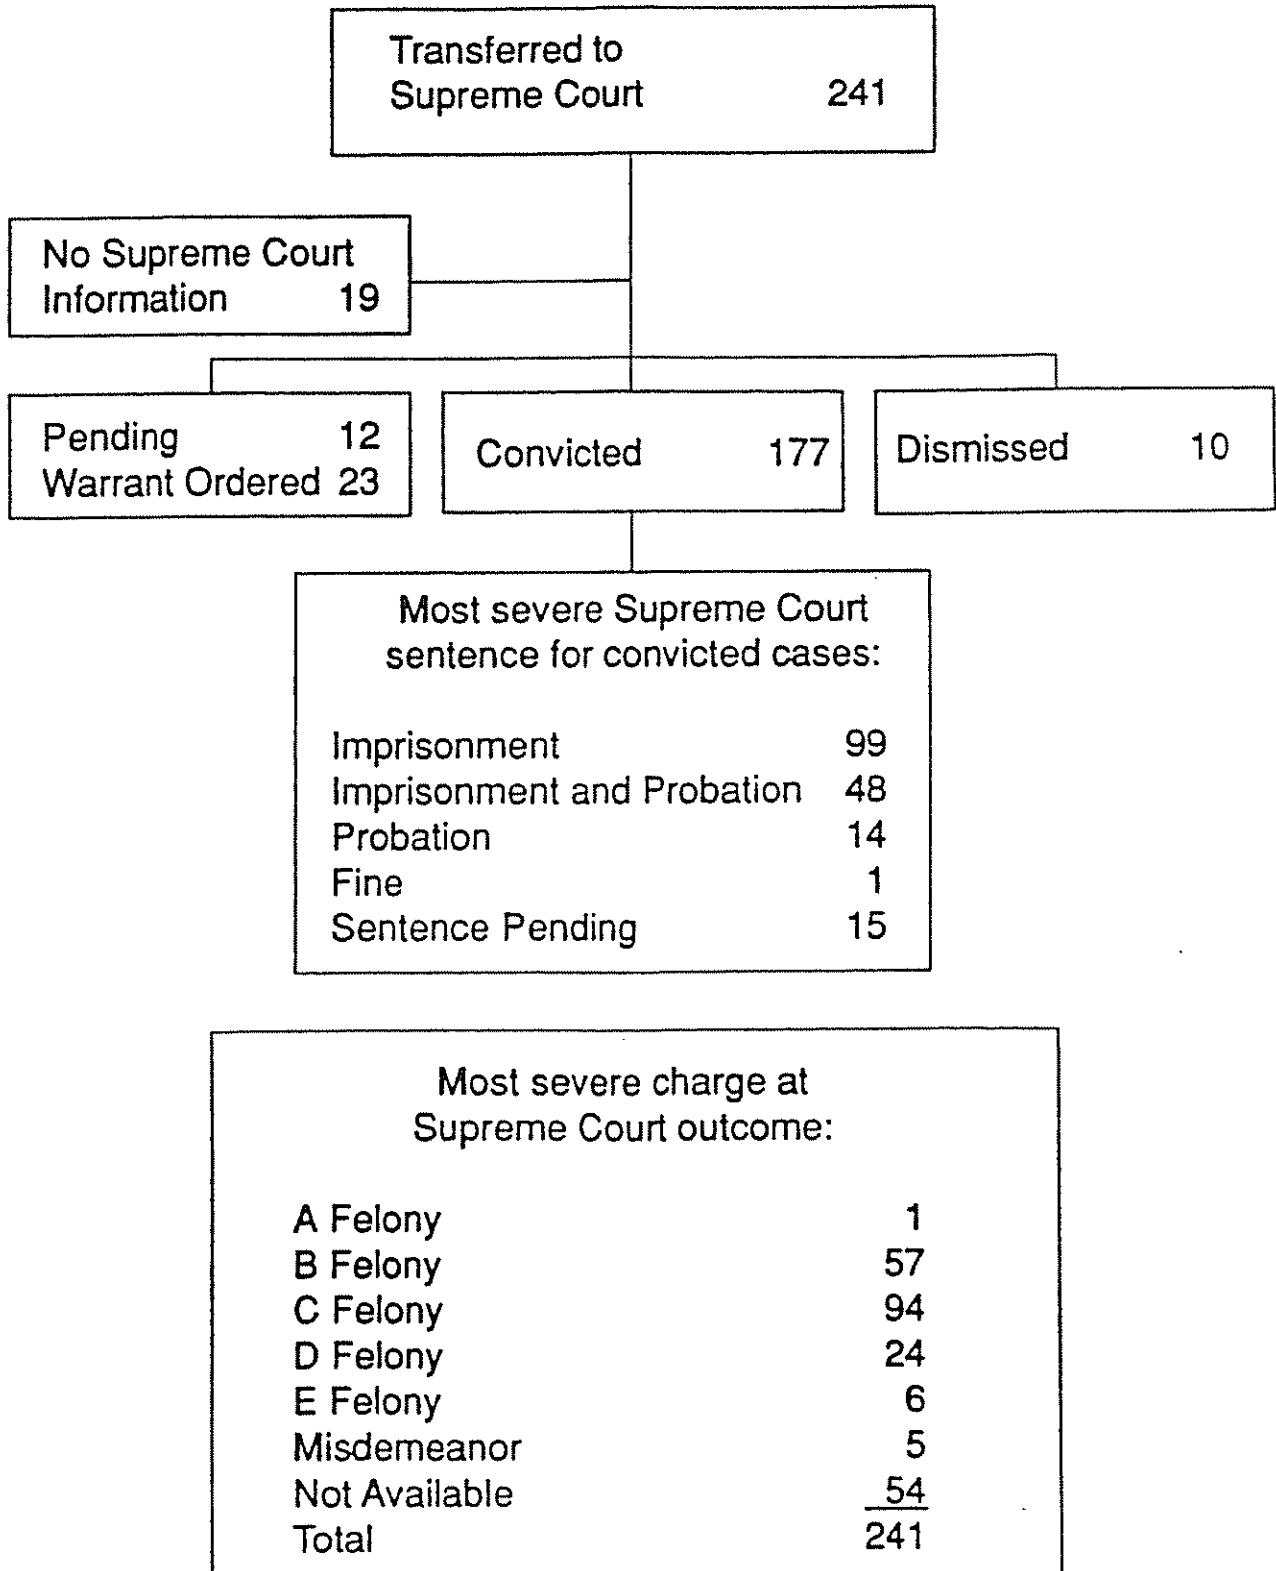 Transferred to
Supreme Court 241
No Supreme Court
Information 19
Pending 12
Warrant Ordered 23
Convicted 177
Dismissed 10
Most severe Supreme Court
sentence for convicted cases:
Imprisonment 99
Imprisonment and Probation 48
Probation 14
Fine 1
Sentence Pending 15
Most severe charge at
Supreme Court outcome:
A Felony 1
B Felony 57
C Felony 94
D Felony 24
E Felony 6
Misdemeanor 5
Not Available 54
Total 241